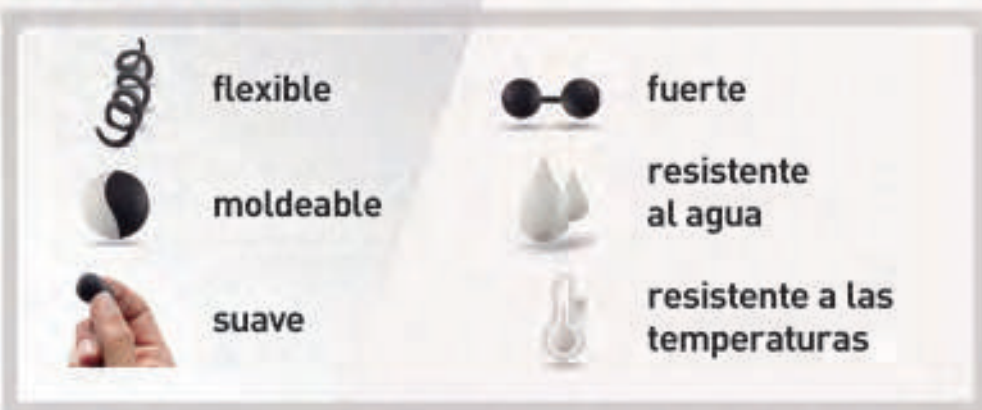 flexible
moldeable
suave
fuerte
resistente
al agua
resistente a las
temperaturas